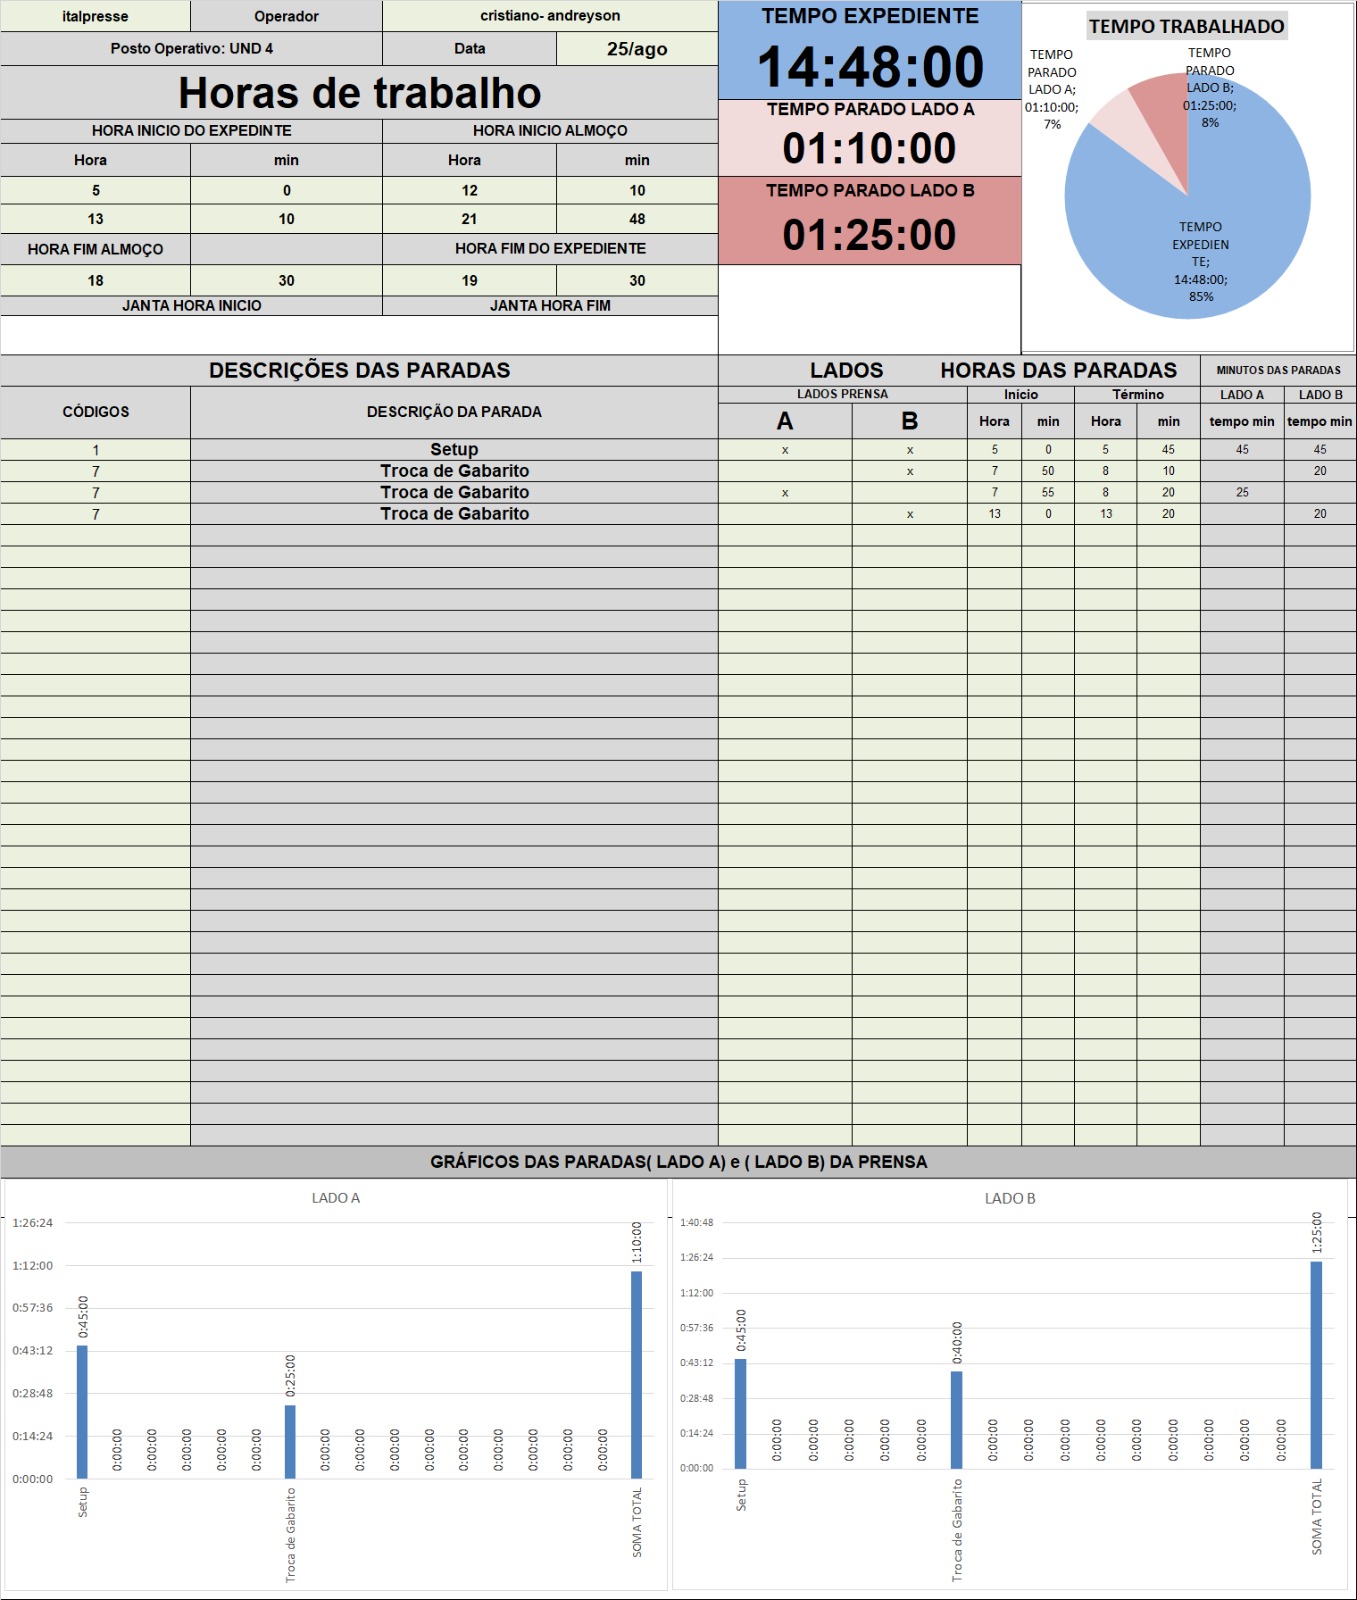 italpresse Operador cristiano- andreyson
Posto Operativo: UND 4 Data 25/ago
Horas de trabalho
HORA INICIO DO EXPEDINTE HORA INICIO ALMOÇO
Hora min Hora min
5 0 12 10
13 10 21 48
HORA FIM ALMOÇO HORA FIM DO EXPEDIENTE
18 30 19 30
JANTA HORA INICIO JANTA HORA FIM
TEMPO EXPEDIENTE
14:48:00
TEMPO PARADO LADO A
01:10:00
TEMPO PARADO LADO B
01:25:00
TEMPO TRABALHADO
TEMPO
PARADO
LADO A;
01:10:00;
7%
TEMPO
PARADO
LADO B;
01:25:00;
8%
TEMPO
EXPEDIEN
TE;
14:48:00;
85%
DESCRIÇÕES DAS PARADAS LADOS HORAS DAS PARADAS MINUTOS DAS PARADAS
CÓDIGOS DESCRIÇÃO DA PARADA LADOS PRENSA Início Término LADO A LADO B
A B Hora min Hora min tempo min tempo min
1 Setup x x 5 0 5 45 45 45
7 Troca de Gabarito x 7 50 8 10 20
7 Troca de Gabarito x 7 55 8 20 25
7 Troca de Gabarito x 13 0 13 20 20
GRÁFICOS DAS PARADAS( LADO A) e ( LADO B) DA PRENSA
LADO A
1:26:24
1:12:00
0:57:36
0:43:12
0:28:48
0:14:24
0:00:00
0:45:00 0:00:00 0:00:00 0:00:00 0:00:00 0:00:00 0:25:00 0:00:00 0:00:00 0:00:00 0:00:00 0:00:00 0:00:00 0:00:00 0:00:00 0:00:00 1:10:00
Setup Troca de Gabarito SOMA TOTAL
LADO B
1:40:48
1:26:24
1:12:00
0:57:36
0:43:12
0:28:48
0:14:24
0:00:00
0:45:00 0:00:00 0:00:00 0:00:00 0:00:00 0:00:00 0:40:00 0:00:00 0:00:00 0:00:00 0:00:00 0:00:00 0:00:00 0:00:00 0:00:00 0:00:00 1:25:00
Setup Troca de Gabarito SOMA TOTAL